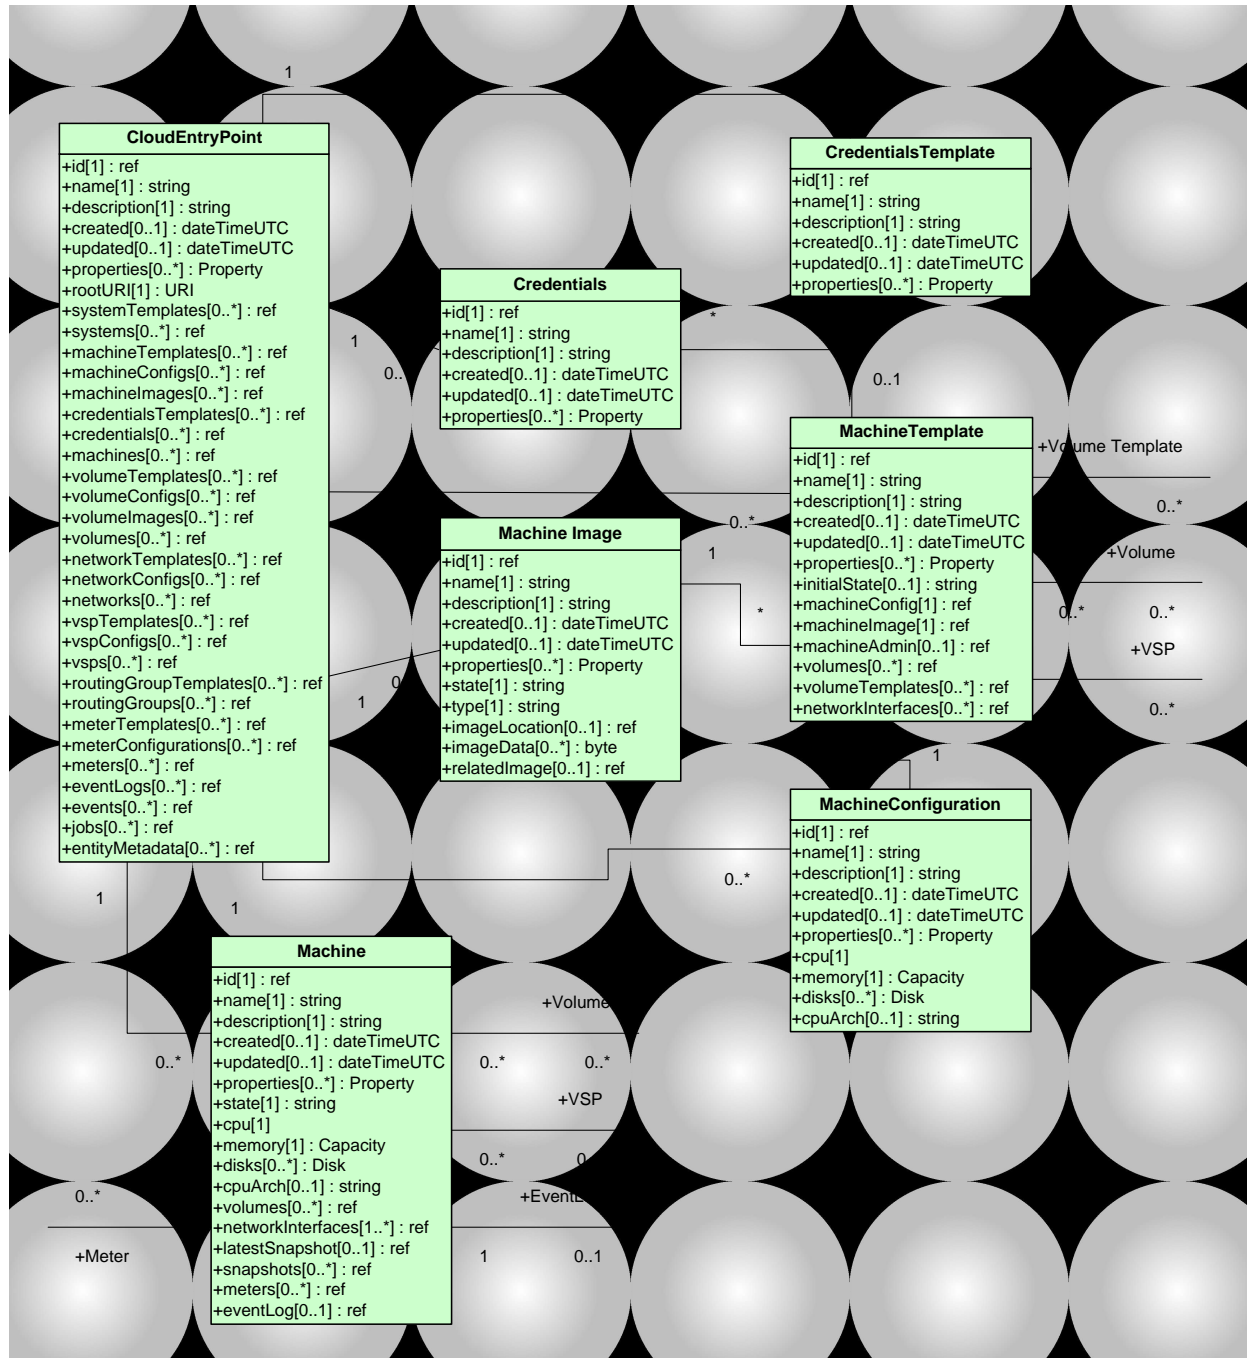 1
CloudEntryPoint
+id[1] : ref
+name[1] : string
+description[1] : string
+created[0..1] : dateTimeUTC
+updated[0..1] : dateTimeUTC
+properties[0..*] : Property
+rootURI[1] : URI
+systemTemplates[0..*] : ref
+systems[0..*] : ref
+machineTemplates[0..*] : ref
+machineConfigs[0..*] : ref
+machineImages[0..*] : ref
+credentialsTemplates[0..*] : ref
+credentials[0..*] : ref
+machines[0..*] : ref
+volumeTemplates[0..*] : ref
+volumeConfigs[0..*] : ref
+volumeImages[0..*] : ref
+volumes[0..*] : ref
+networkTemplates[0..*] : ref
+networkConfigs[0..*] : ref
+networks[0..*] : ref
+vspTemplates[0..*] : ref
+vspConfigs[0..*] : ref
+vsps[0..*] : ref
+routingGroupTemplates[0..*] : ref
+routingGroups[0..*] : ref
+meterTemplates[0..*] : ref
+meterConfigurations[0..*] : ref
+meters[0..*] : ref
+eventLogs[0..*] : ref
+events[0..*] : ref
+jobs[0..*] : ref
+entityMetadata[0..*] : ref
CredentialsTemplate
+id[1] : ref
+name[1] : string
+description[1] : string
+created[0..1] : dateTimeUTC
+updated[0..1] : dateTimeUTC
+properties[0..*] : Property
Credentials
+id[1] : ref
+name[1] : string
+description[1] : string
+created[0..1] : dateTimeUTC
+updated[0..1] : dateTimeUTC
+properties[0..*] : Property
*
1
0..
0..1
MachineTemplate
+id[1] : ref
+name[1] : string
+description[1] : string
+created[0..1] : dateTimeUTC
+updated[0..1] : dateTimeUTC
+properties[0..*] : Property
+initialState[0..1] : string
+machineConfig[1] : ref
+machineImage[1] : ref
+machineAdmin[0..1] : ref
+volumes[0..*] : ref
+volumeTemplates[0..*] : ref
+networkInterfaces[0..*] : ref
+Volume Template
0..*
+Volume
0..*
0..*
+VSP
0..*
0..*
1
*
Machine Image
+id[1] : ref
+name[1] : string
+description[1] : string
+created[0..1] : dateTimeUTC
+updated[0..1] : dateTimeUTC
+properties[0..*] : Property
+state[1] : string
+type[1] : string
+imageLocation[0..1] : ref
+imageData[0..*] : byte
+relatedImage[0..1] : ref
0
1
1
MachineConfiguration
+id[1] : ref
+name[1] : string
+description[1] : string
+created[0..1] : dateTimeUTC
+updated[0..1] : dateTimeUTC
+properties[0..*] : Property
+cpu[1]
+memory[1] : Capacity
+disks[0..*] : Disk
+cpuArch[0..1] : string
0..*
1
1
Machine
+id[1] : ref
+name[1] : string
+description[1] : string
+created[0..1] : dateTimeUTC
+updated[0..1] : dateTimeUTC
+properties[0..*] : Property
+state[1] : string
+cpu[1]
+memory[1] : Capacity
+disks[0..*] : Disk
+cpuArch[0..1] : string
+volumes[0..*] : ref
+networkInterfaces[1..*] : ref
+latestSnapshot[0..1] : ref
+snapshots[0..*] : ref
+meters[0..*] : ref
+eventLog[0..1] : ref
+Volume
0..*
0..*
0..*
+VSP
0..*
0
0..*
+Meter
1
0..1